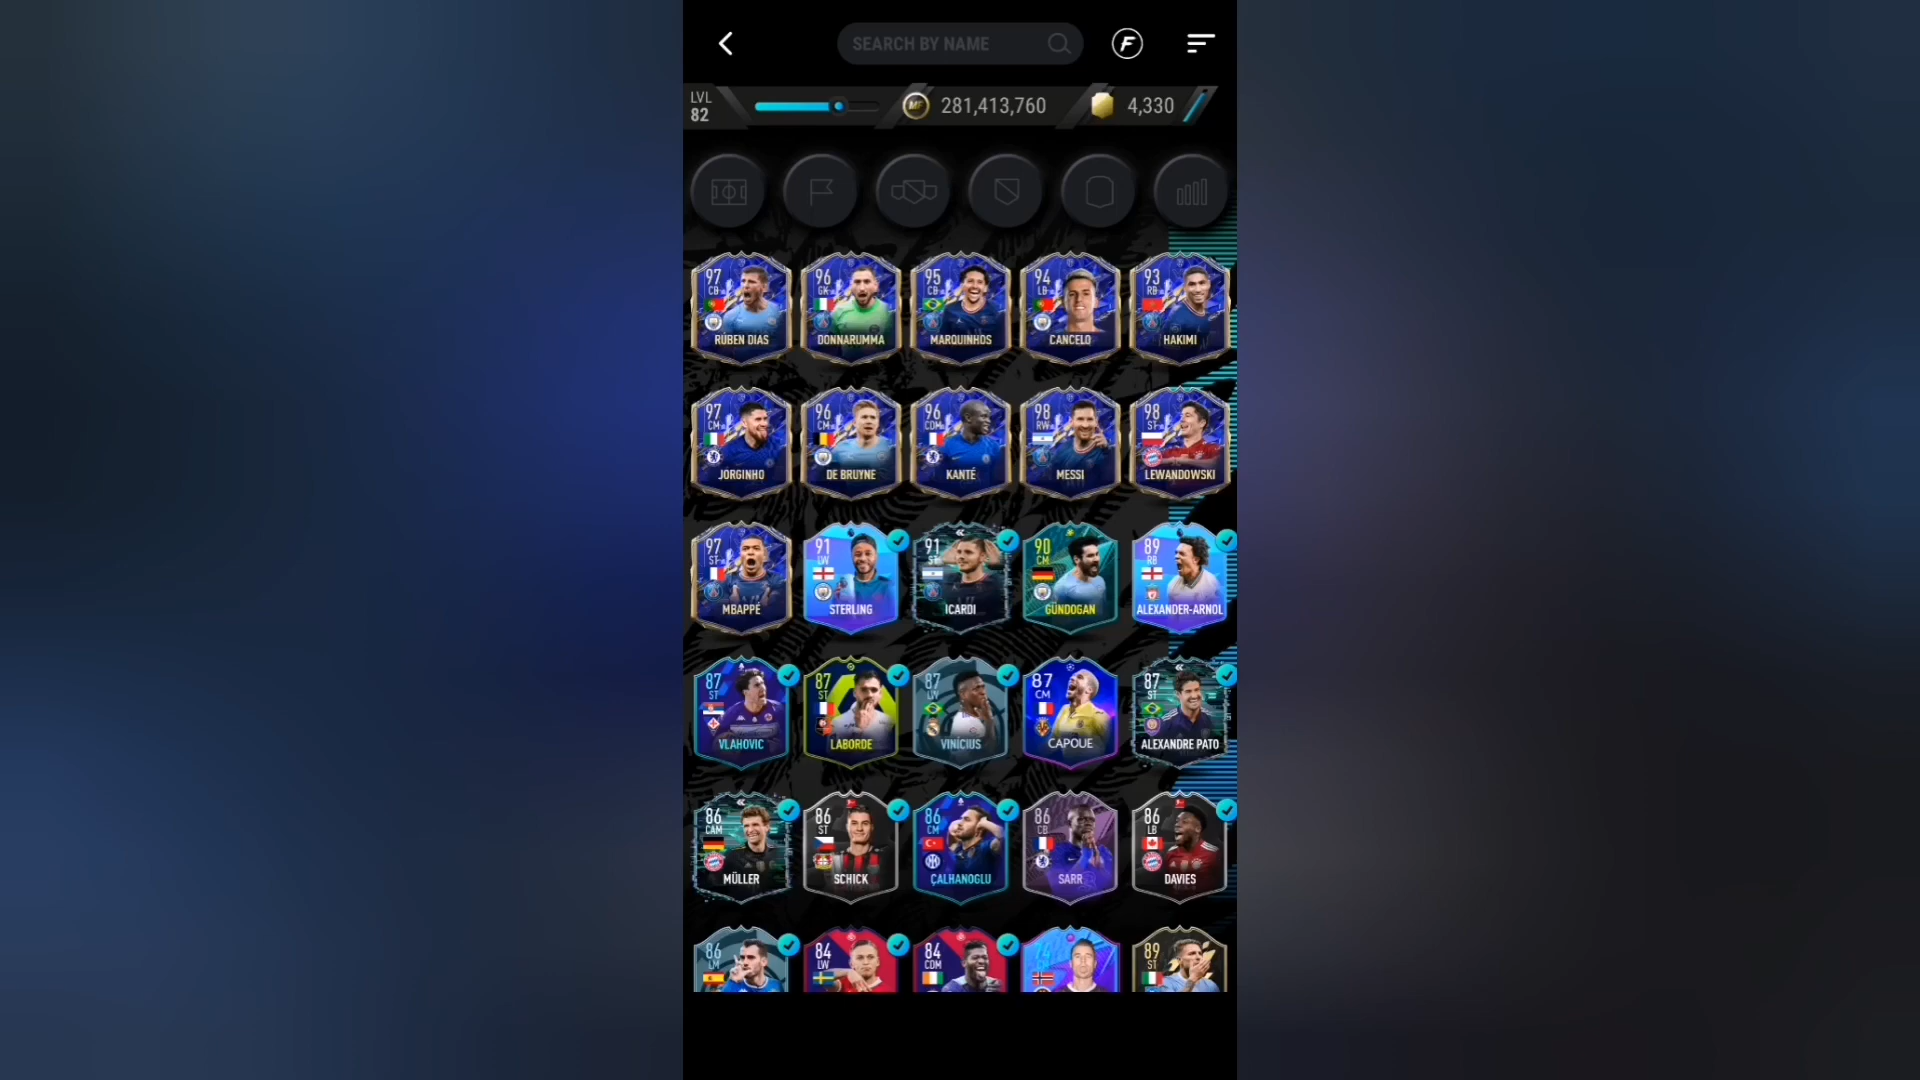 SEARCH BY NAME
LVL
82
281,413,760
4,330
97 96 95 94 93
CB GK CB LB RB
RÚBEN DIAS DONNARUMMA MARQUINHOS CANCELO HAKIMI
97 96 96 98 98
CM CM CDM RW ST
JORGINHO DE BRUYNE KANTÉ MESSI LEWANDOWSKI
97 91 91 90 89
ST LW ST CM RB
MBAPPÉ STERLING ICARDI GÜNDOGAN ALEXANDER-ARNOL
87 87 87 87 87
ST ST LW CM ST
VLAHOVIC LABORDE VINÍCIUS CAPOUE ALEXANDRE PATO
86 86 86 86 86
CAM ST CM CB LB
MÜLLER SCHICK ÇALHANOGLU SARR DAVIES
86 84 84 89
LM LW CDM ST